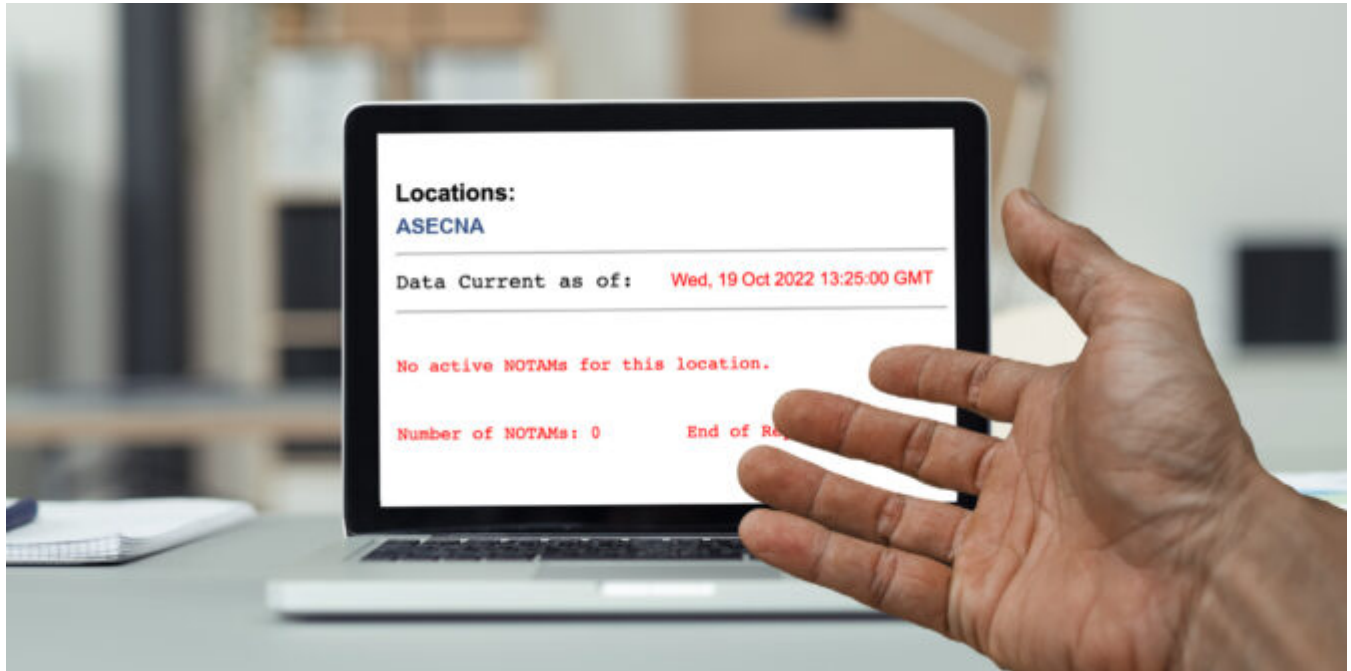 Locations:
ASECNA
Data Current as of: Wed, 19 Oct 2022 13:25:00 GMT
No active NOTAMs for this location.
Number of NOTAMs: 0 End of